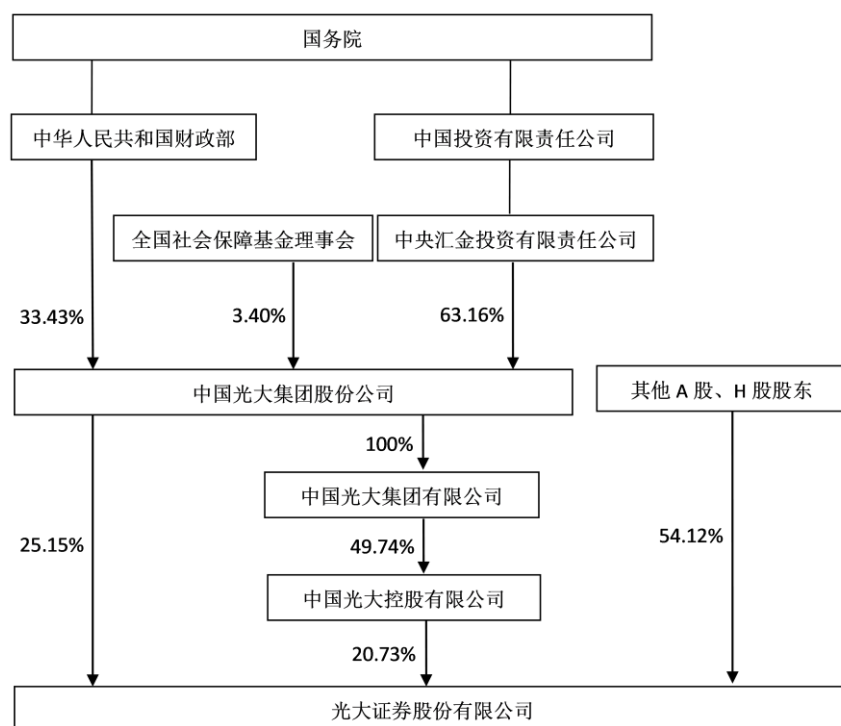 国务院
中华人民共和国财政部
中国投资有限责任公司
全国社会保障基金理事会
中央汇金投资有限责任公司
33.43%
3.40%
63.16%
中国光大集团股份公司
其他 A 股、H 股股东
100%
中国光大集团有限公司
25.15%
49.74%
54.12%
中国光大控股有限公司
20.73%
光大证券股份有限公司